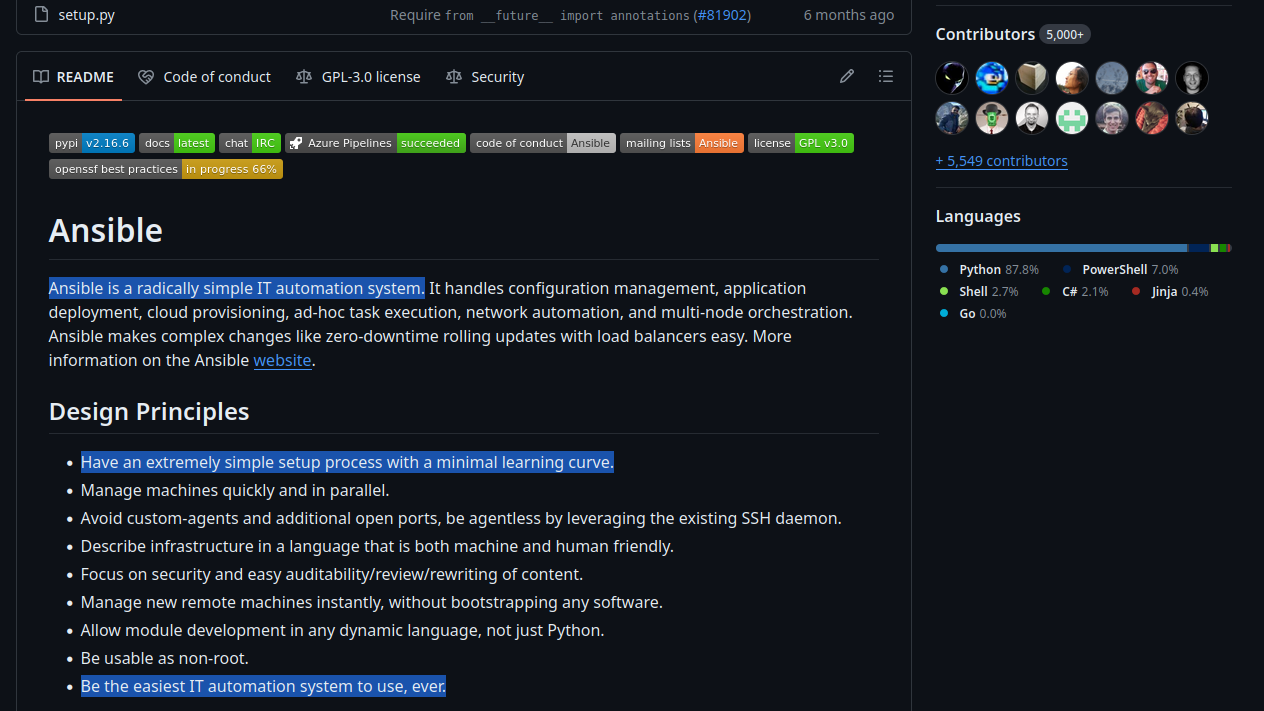 setup.py Require from __future__ import annotations (#81902) 6 months ago
README Code of conduct GPL-3.0 license Security
pypi v2.16.6 docs latest chat IRC Azure Pipelines succeeded code of conduct Ansible mailing lists Ansible license GPL v3.0
openssf best practices in progress 66%
Ansible
Ansible is a radically simple IT automation system. It handles configuration management, application
deployment, cloud provisioning, ad-hoc task execution, network automation, and multi-node orchestration.
Ansible makes complex changes like zero-downtime rolling updates with load balancers easy. More
information on the Ansible website.
Design Principles
• Have an extremely simple setup process with a minimal learning curve.
• Manage machines quickly and in parallel.
• Avoid custom-agents and additional open ports, be agentless by leveraging the existing SSH daemon.
• Describe infrastructure in a language that is both machine and human friendly.
• Focus on security and easy auditability/review/rewriting of content.
• Manage new remote machines instantly, without bootstrapping any software.
• Allow module development in any dynamic language, not just Python.
• Be usable as non-root.
• Be the easiest IT automation system to use, ever.
Contributors 5,000+
+ 5,549 contributors
Languages
Python 87.8% PowerShell 7.0%
Shell 2.7% C# 2.1% Jinja 0.4%
Go 0.0%